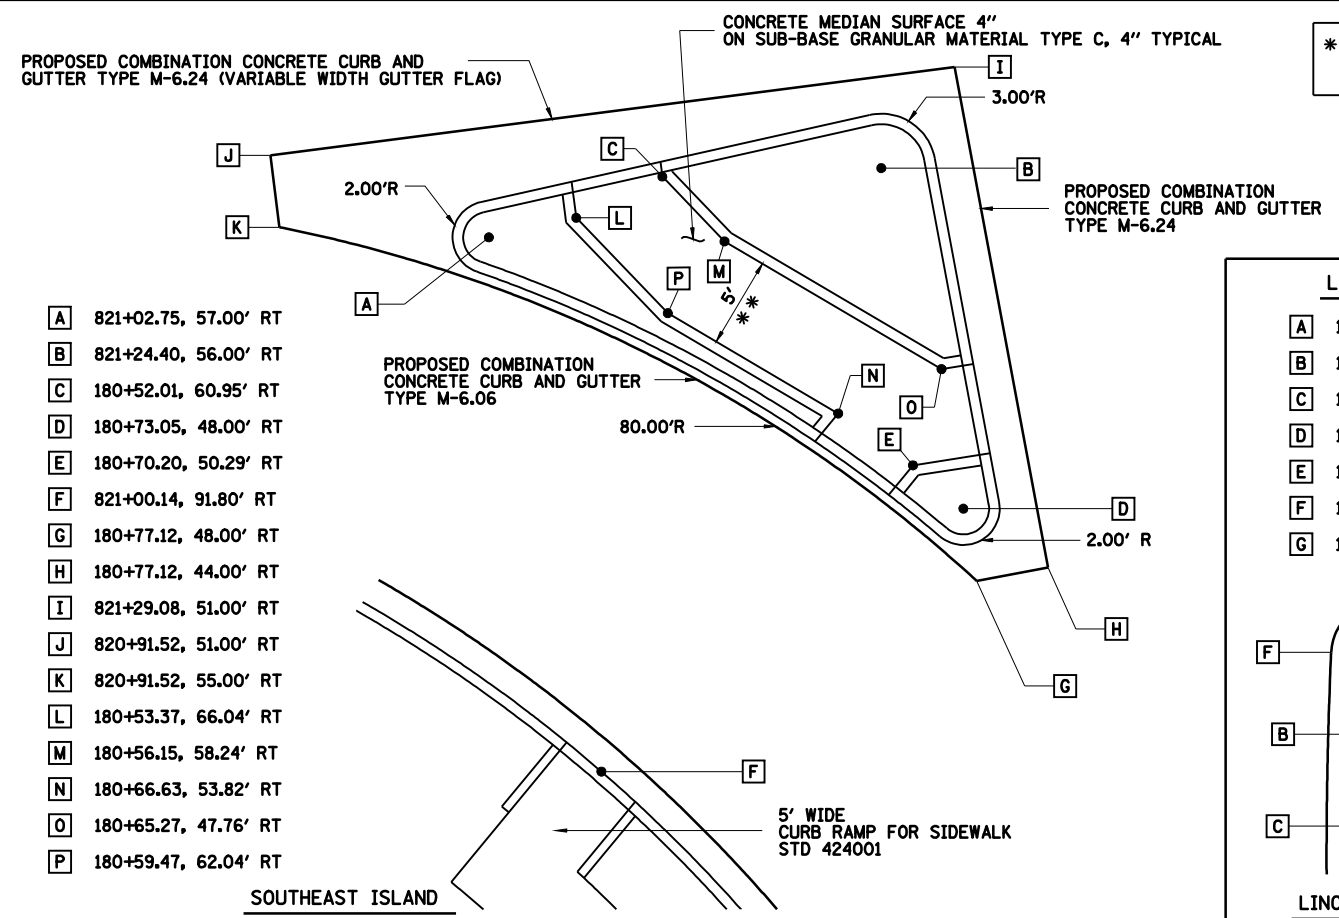 CONCRETE MEDIAN SURFACE 4"
ON SUB-BASE GRANULAR MATERIAL TYPE C, 4" TYPICAL
*
PROPOSED COMBINATION CONCRETE CURB AND
GUTTER TYPE M-6.24 (VARIABLE WIDTH GUTTER FLAG)
I
3.00'R
J
C
B
2.00'R
PROPOSED COMBINATION
CONCRETE CURB AND GUTTER
TYPE M-6.24
L
K
M
P
5'
**
A
PROPOSED COMBINATION
CONCRETE CURB AND GUTTER
TYPE M-6.06
N
O
80.00'R
E
D
2.00' R
H
G
A 821+02.75, 57.00' RT
B 821+24.40, 56.00' RT
C 180+52.01, 60.95' RT
D 180+73.05, 48.00' RT
E 180+70.20, 50.29' RT
F 821+00.14, 91.80' RT
G 180+77.12, 48.00' RT
H 180+77.12, 44.00' RT
I 821+29.08, 51.00' RT
J 820+91.52, 51.00' RT
K 820+91.52, 55.00' RT
L 180+53.37, 66.04' RT
M 180+56.15, 58.24' RT
N 180+66.63, 53.82' RT
O 180+65.27, 47.76' RT
P 180+59.47, 62.04' RT
F
5' WIDE
CURB RAMP FOR SIDEWALK
STD 424001
SOUTHEAST ISLAND
L
A 1
B 1
C 1
D 1
E 1
F 1
G 1
F
B
C
LINC